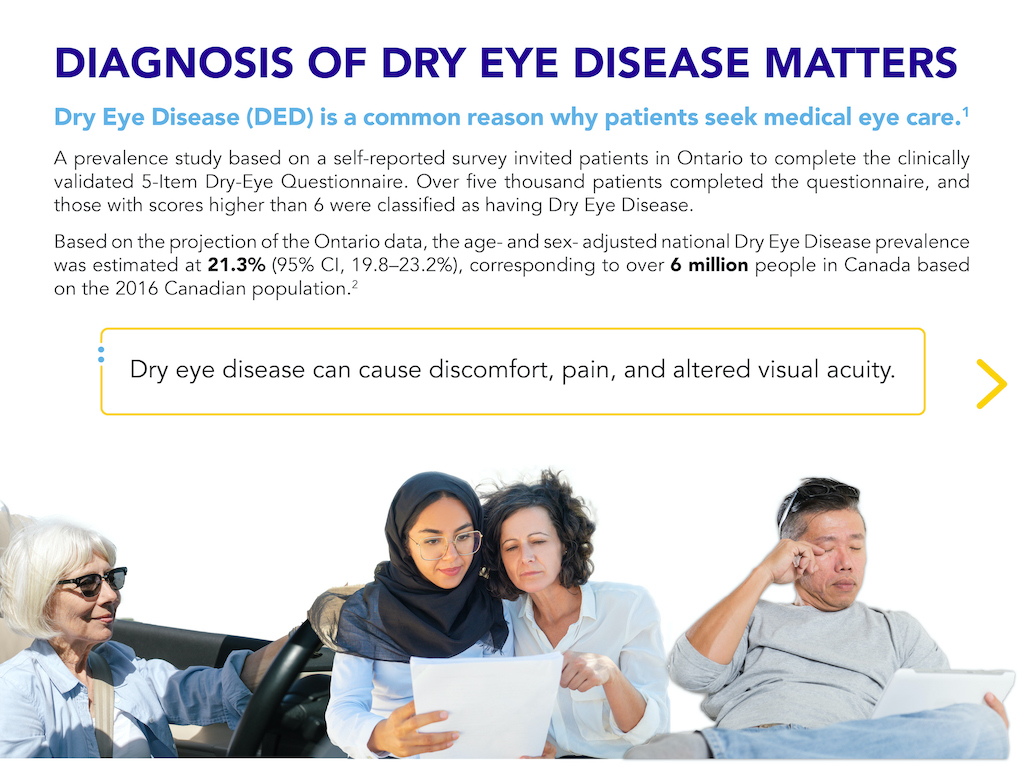 DIAGNOSIS OF DRY EYE DISEASE MATTERS
Dry Eye Disease (DED) is a common reason why patients seek medical eye care.¹
A prevalence study based on a self-reported survey invited patients in Ontario to complete the clinically
validated 5-Item Dry-Eye Questionnaire. Over five thousand patients completed the questionnaire, and
those with scores higher than 6 were classified as having Dry Eye Disease.
Based on the projection of the Ontario data, the age- and sex- adjusted national Dry Eye Disease prevalence
was estimated at 21.3% (95% CI, 19.8–23.2%), corresponding to over 6 million people in Canada based
on the 2016 Canadian population.²
Dry eye disease can cause discomfort, pain, and altered visual acuity.